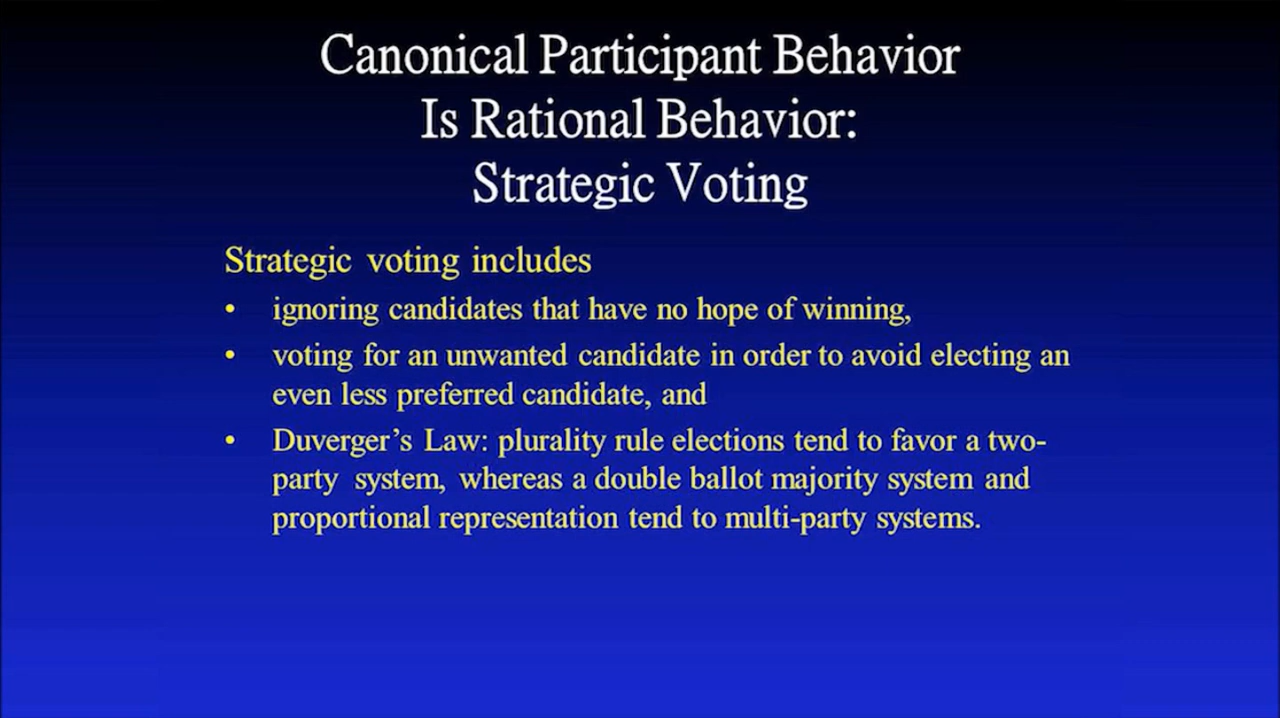 Canonical Participant Behavior
Is Rational Behavior:
Strategic Voting
Strategic voting includes
• ignoring candidates that have no hope of winning,
• voting for an unwanted candidate in order to avoid electing an
even less preferred candidate, and
• Duverger’s Law: plurality rule elections tend to favor a two-
party system, whereas a double ballot majority system and
proportional representation tend to multi-party systems.